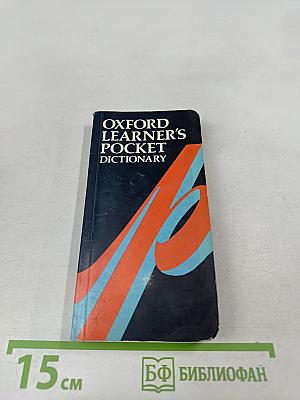 OXFORD
LEARNER'S
POCKET
DICTIONARY
15 см
БФ БИБЛИОФАН